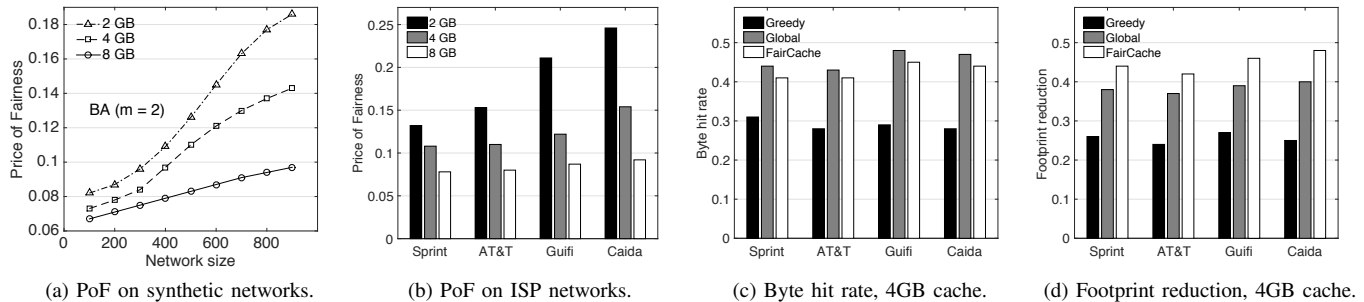 2 GB
4 GB
8 GB
BA (m = 2)
Price of Fairness
0.18
0.16
0.14
0.12
0.1
0.08
0.06
0
200
400
600
800
Network size
(a) PoF on synthetic networks.
2 GB
4 GB
8 GB
Price of Fairness
0.25
0.2
0.15
0.1
0.05
0
Sprint
AT&T
Guifi
Caida
(b) PoF on ISP networks.
Greedy
Global
FairCache
Byte hit rate
0.5
0.4
0.3
0.2
0.1
0
Sprint
AT&T
Guifi
Caida
(c) Byte hit rate, 4GB cache.
Greedy
Global
FairCache
Footprint reduction
0.5
0.4
0.3
0.2
0.1
0
Sprint
AT&T
Guifi
Caida
(d) Footprint reduction, 4GB cache.